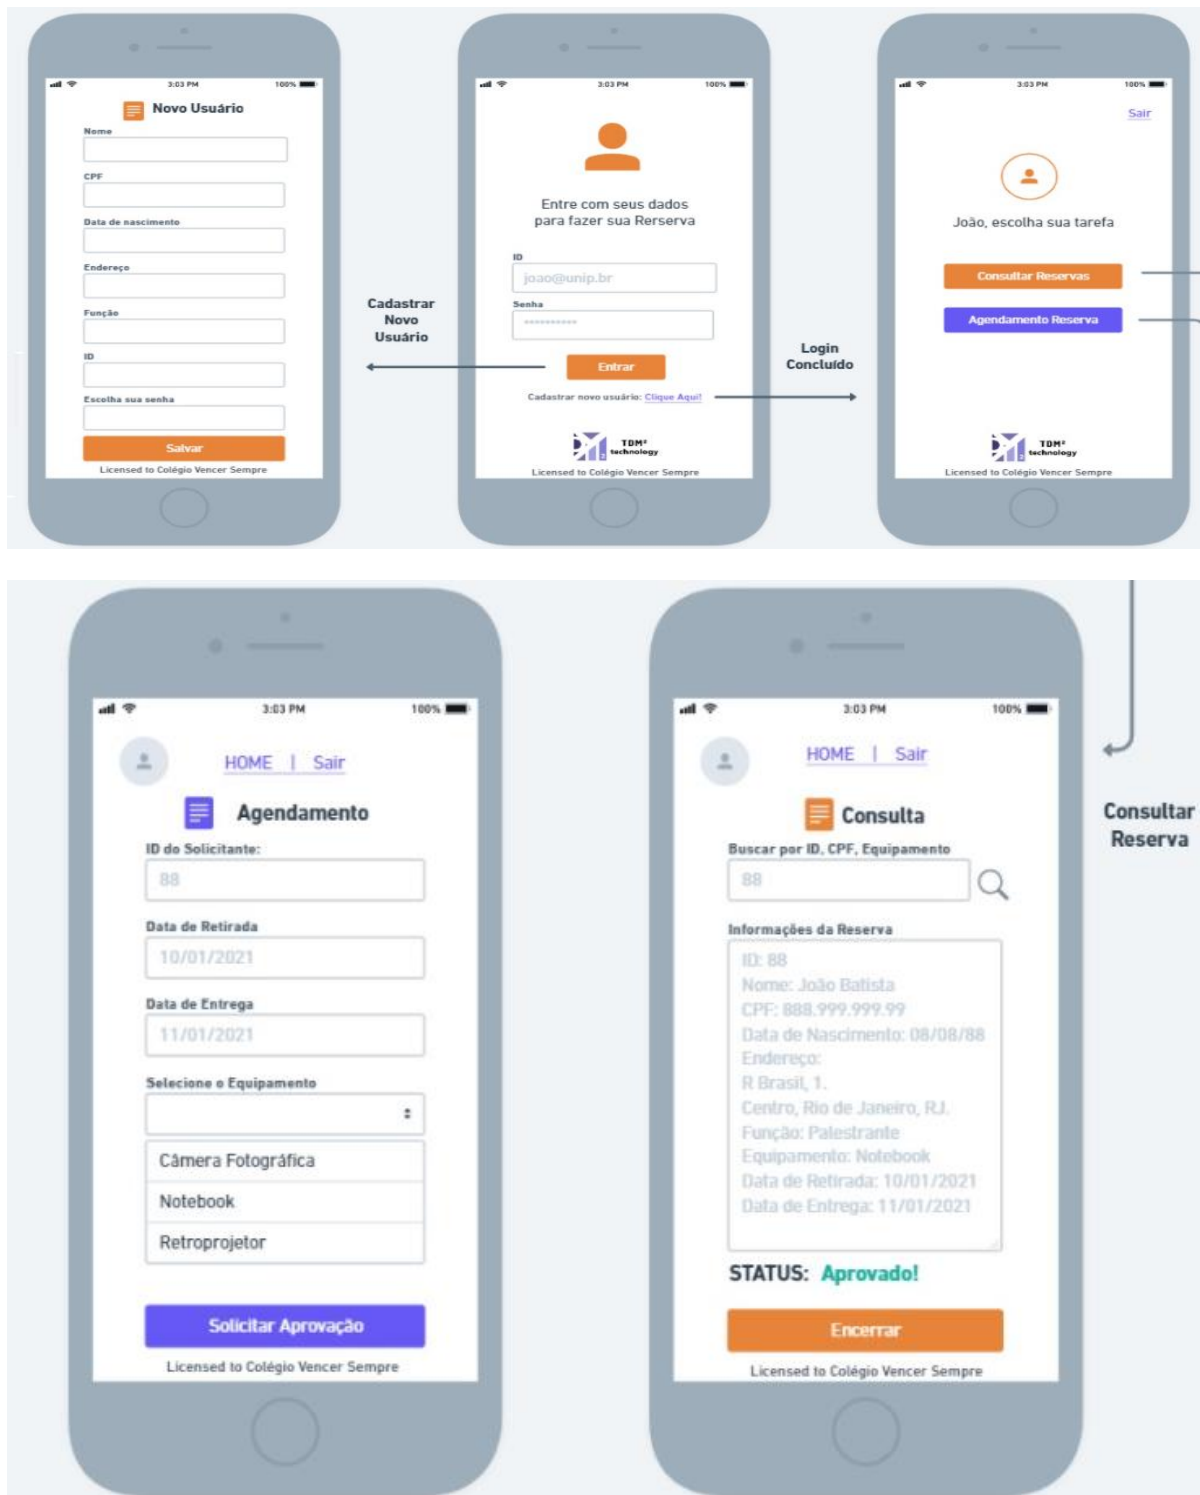 3:03 PM 100%
Novo Usuário
Nome
CPF
Data de nascimento
Endereço
Função
ID
Escolha sua senha
Salvar
Licensed to Colégio Vencer Sempre
Cadastrar
Novo
Usuário
3:03 PM 100%
Entre com seus dados
para fazer sua Rerserva
ID
joao@unip.br
Senha
**********
Entrar
Cadastrar novo usuário: Clique Aqui!
TDM²
technology
Licensed to Colégio Vencer Sempre
Login
Concluído
3:03 PM 100%
Sair
João, escolha sua tarefa
Consultar Reservas
Agendamento Reserva
TDM²
technology
Licensed to Colégio Vencer Sempre
3:03 PM 100%
HOME | Sair
Agendamento
ID do Solicitante:
88
Data de Retirada
10/01/2021
Data de Entrega
11/01/2021
Selecione o Equipamento
Câmera Fotográfica
Notebook
Retroprojetor
Solicitar Aprovação
Licensed to Colégio Vencer Sempre
3:03 PM 100%
HOME | Sair
Consulta
Buscar por ID, CPF, Equipamento
88
Informações da Reserva
ID: 88
Nome: João Batista
CPF: 888.999.999.99
Data de Nascimento: 08/08/88
Endereço:
R Brasil, 1.
Centro, Rio de Janeiro, RJ.
Função: Palestrante
Equipamento: Notebook
Data de Retirada: 10/01/2021
Data de Entrega: 11/01/2021
STATUS: Aprovado!
Encerrar
Licensed to Colégio Vencer Sempre
Consultar
Reserva